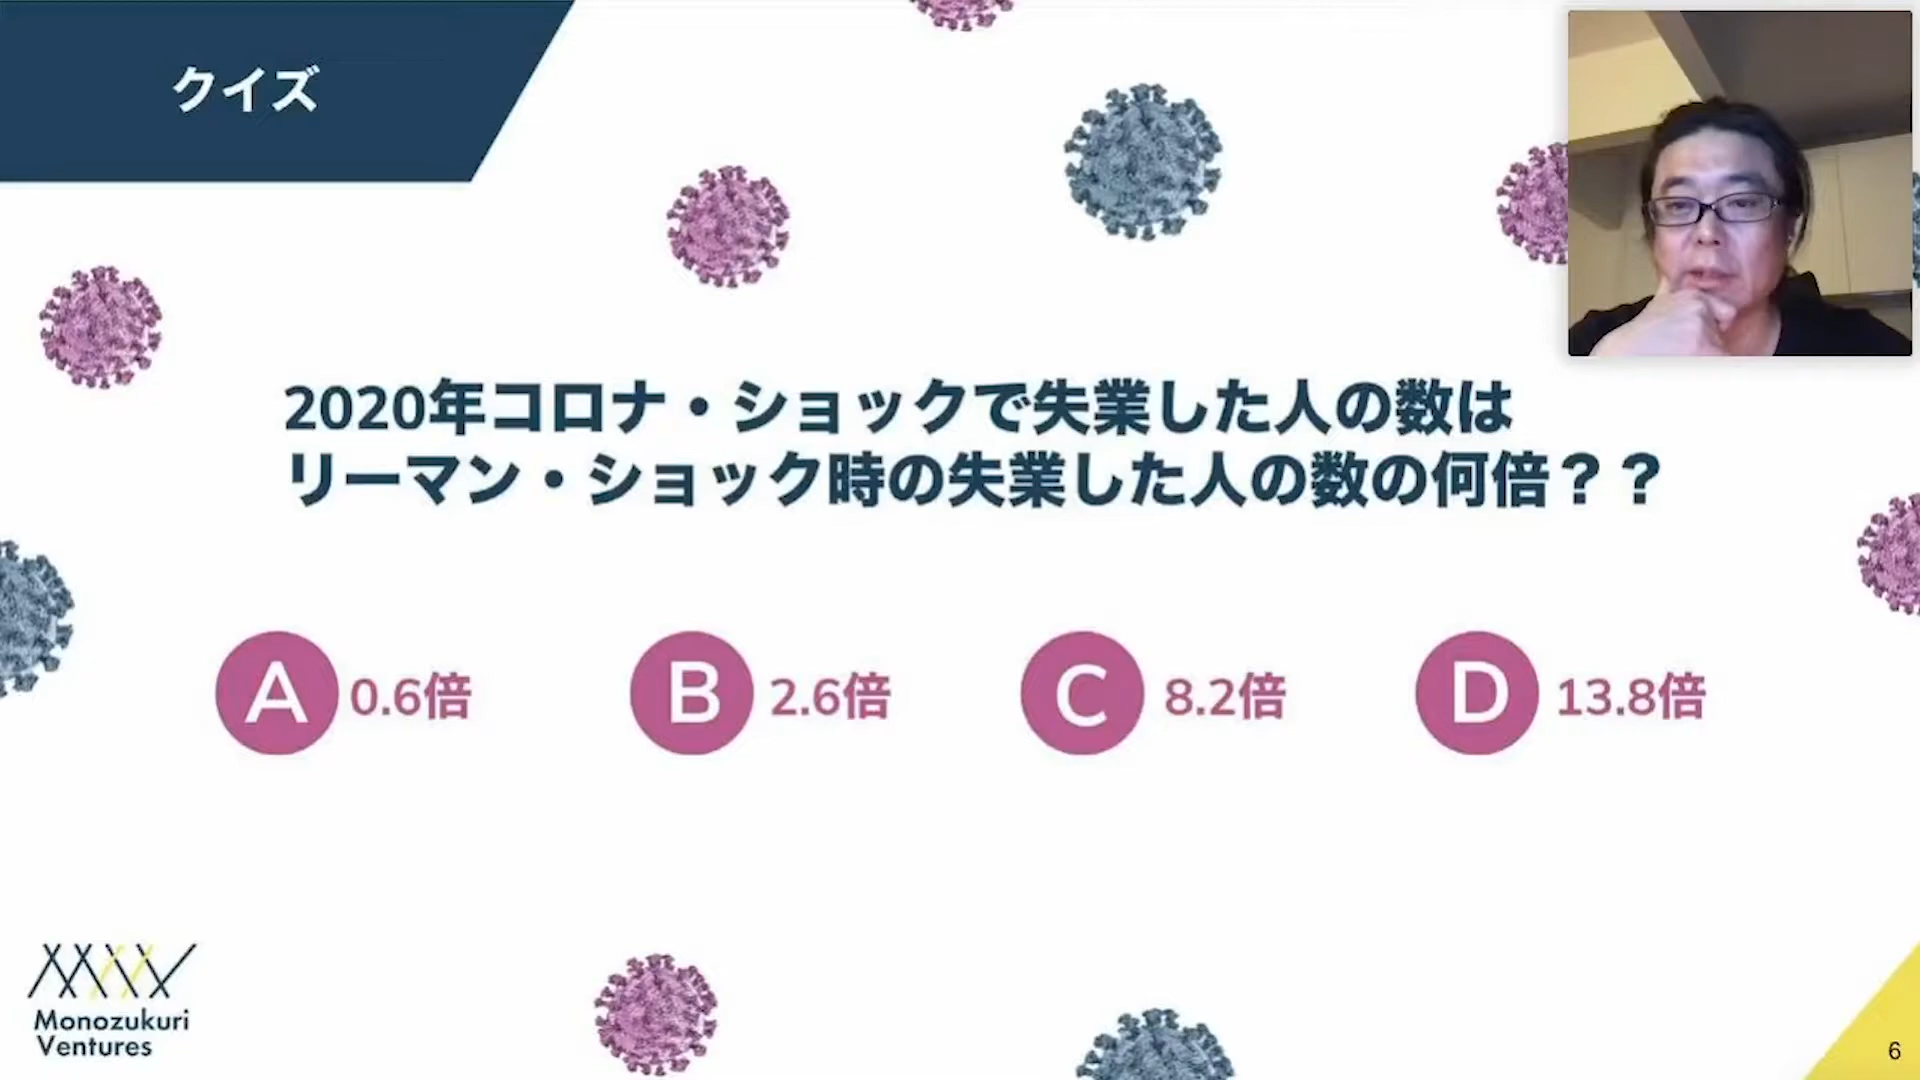 クイズ
2020年コロナ・ショックで失業した人の数は
リーマン・ショック時の失業した人の数の何倍？？
A 0.6倍
B 2.6倍
C 8.2倍
D 13.8倍
Monozukuri
Ventures
6